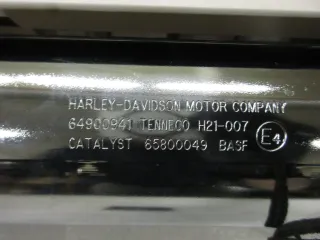 HARLEY-DAVIDSON MOTOR COMPANY
64900941 TENNECO H21-007 E4
CATALYST 65800049 BASF